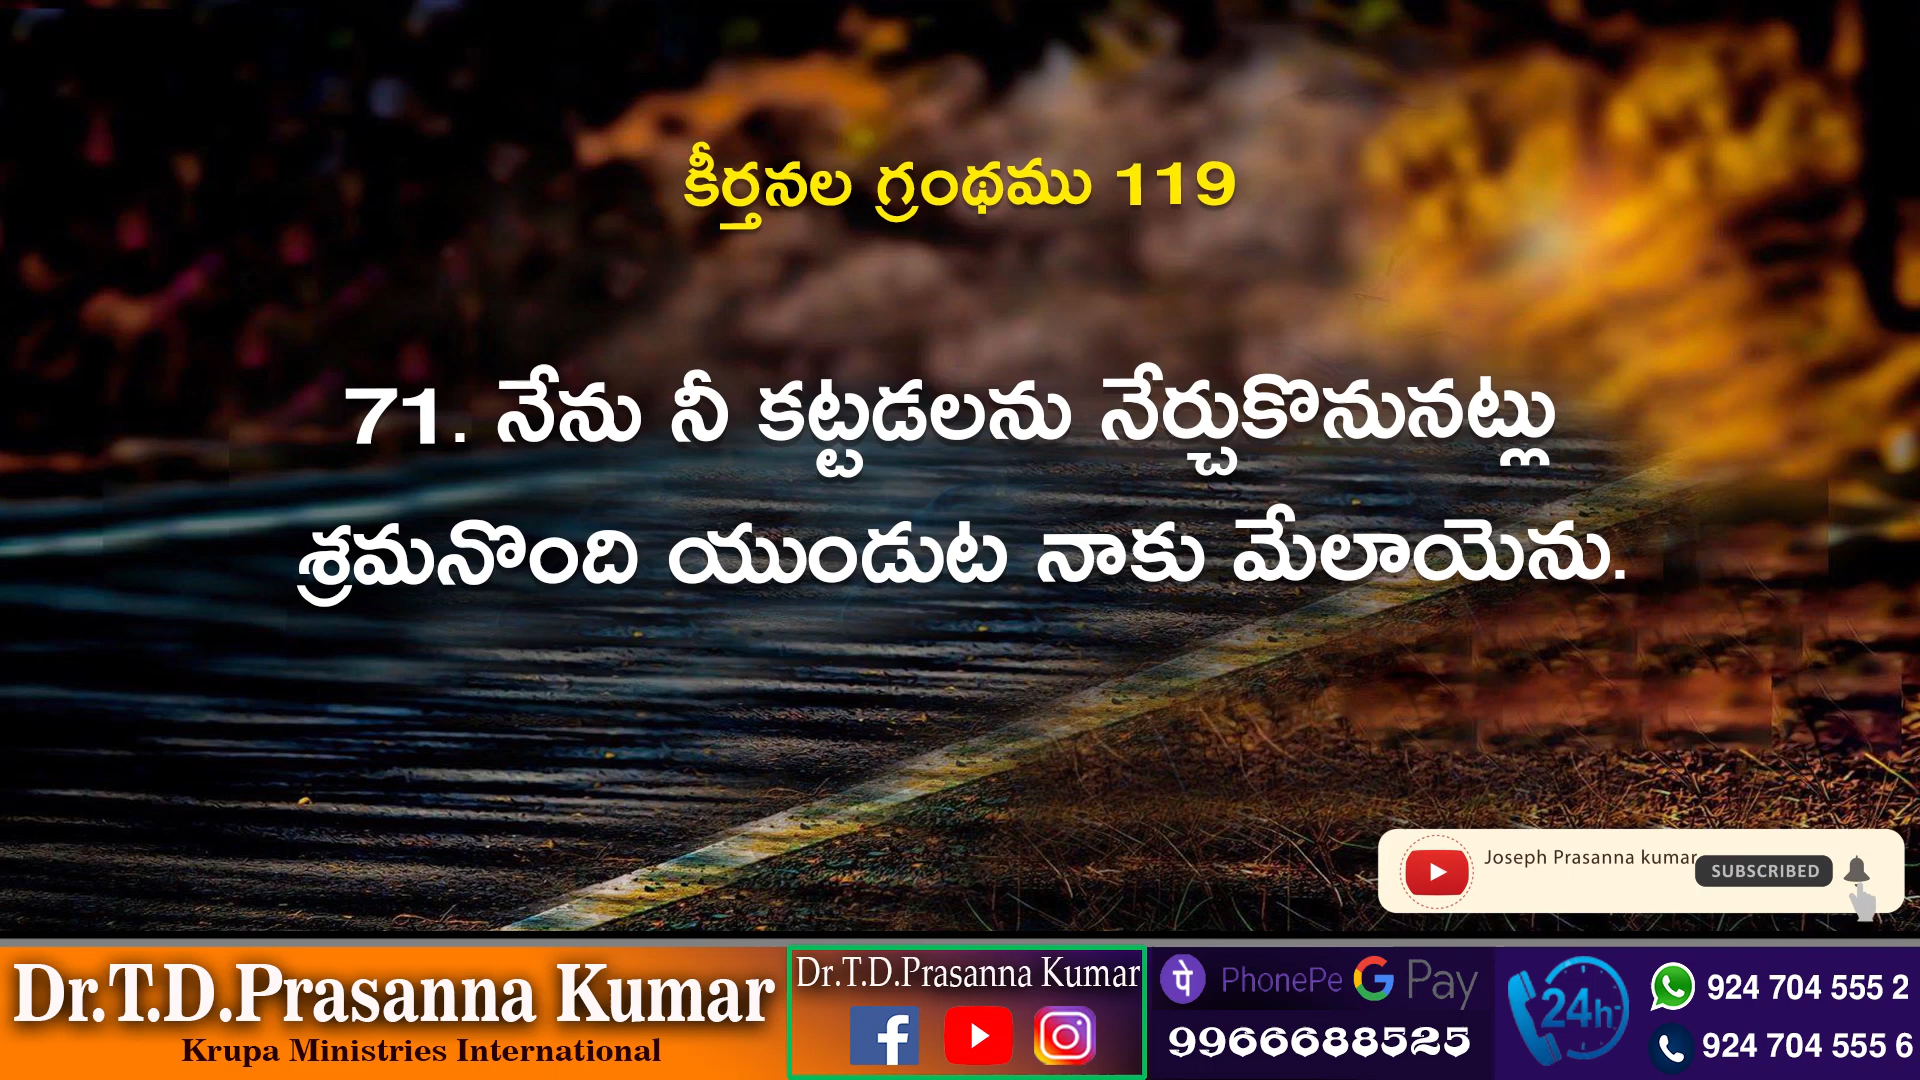 కీర్తనల గ్రంథము 119
71. నేను నీ కట్టడలను నేర్చుకొనునట్లు
శ్రమనొంది యుండుట నాకు మేలాయెను.
Joseph Prasanna kumar
SUBSCRIBED
Dr.T.D.Prasanna Kumar
Krupa Ministries International
Dr.T.D.Prasanna Kumar
पे PhonePe G Pay
9966688525
24h
924 704 555 2
924 704 555 6